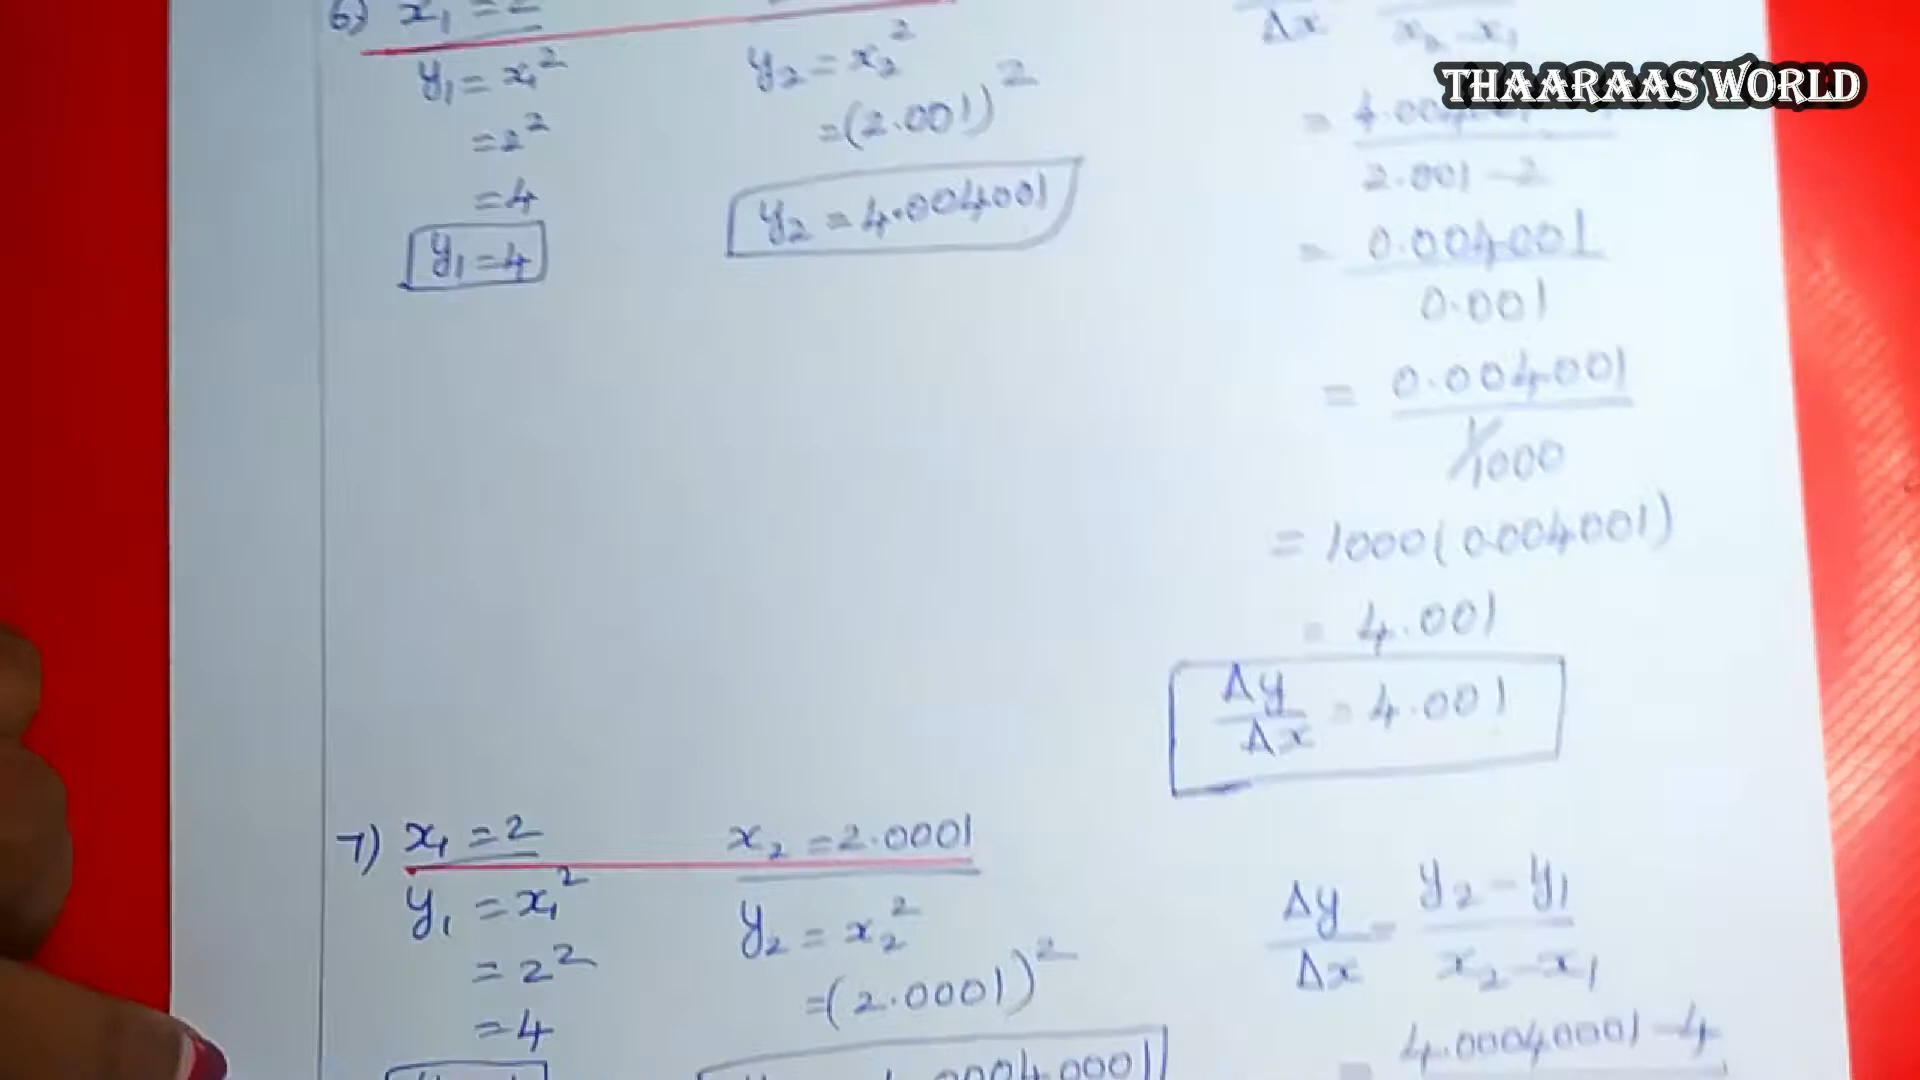 6) x₁ = 2
y₁ = x₁²
= 2²
= 4
y₁ = 4
y₂ = x₂²
= (2.001)²
y₂ = 4.004001
Δx x₂ - x₁
THAARAAS WORLD
=
2.001 - 2
= 0.004001
0.001
= 0.004001
1/1000
= 1000(0.004001)
= 4.001
Δy/Δx = 4.001
7) x₁ = 2
y₁ = x₁²
= 2²
= 4
x₂ = 2.0001
y₂ = x₂²
= (2.0001)²
Δy/Δx = y₂ - y₁
x₂ - x₁
= 4.00040001 - 4